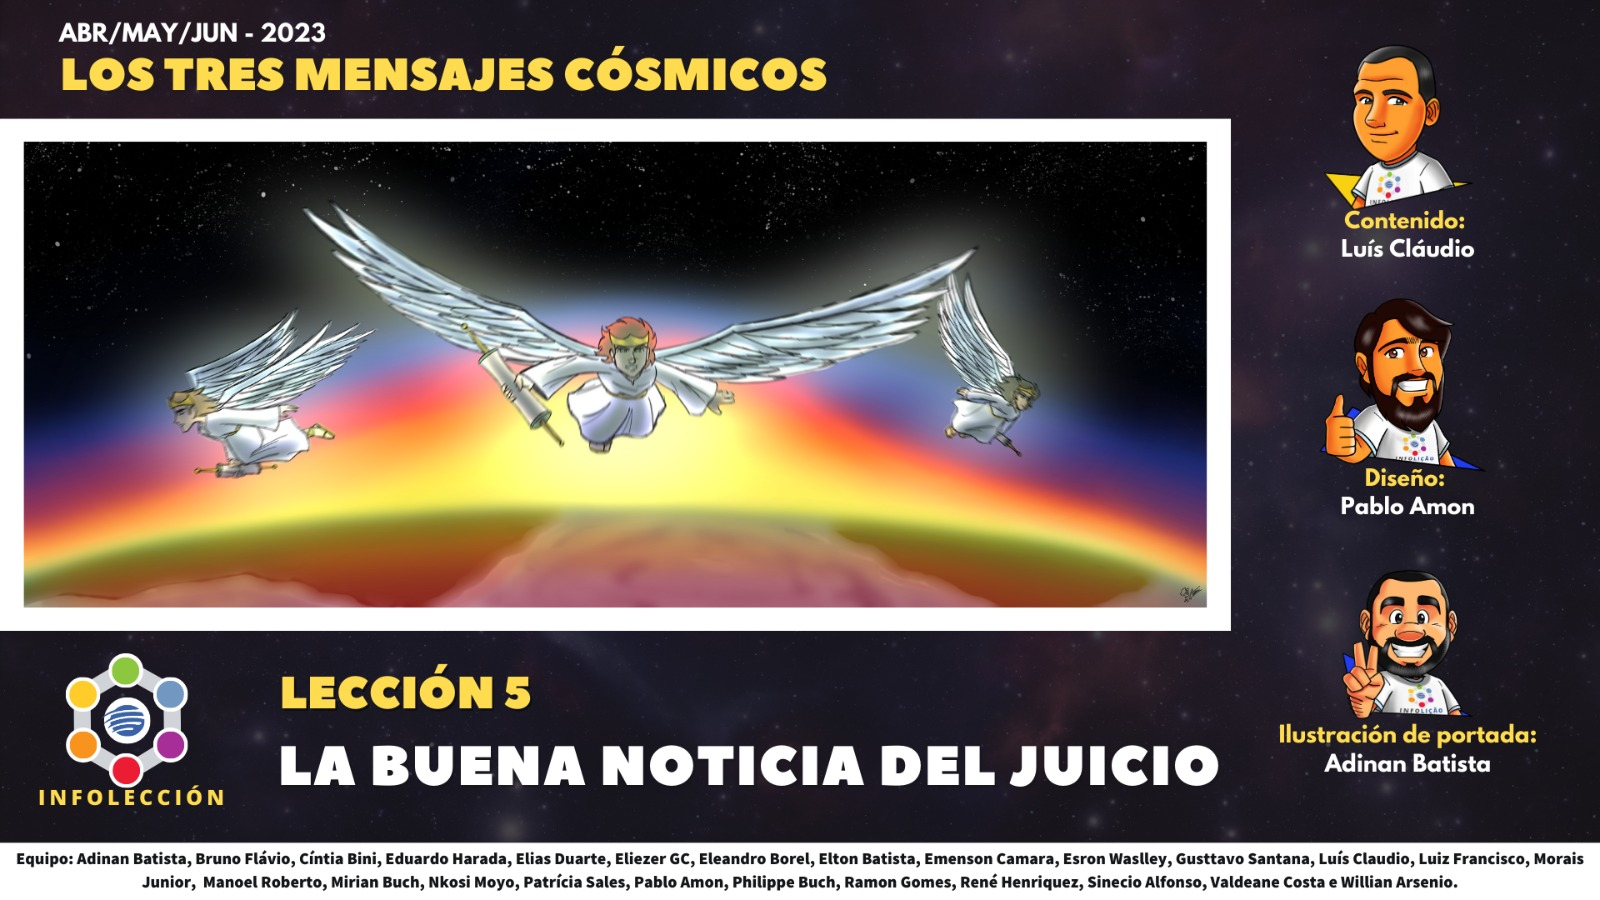 ABR/MAY/JUN - 2023
LOS TRES MENSAJES CÓSMICOS
Contenido:
Luís Cláudio
INFOLIÇÃO
Diseño:
Pablo Amon
INFOLIÇÃO
Ilustración de portada:
Adinan Batista
LECCIÓN 5
LA BUENA NOTICIA DEL JUICIO
INFOLECCIÓN
Equipo: Adinan Batista, Bruno Flávio, Cíntia Bini, Eduardo Harada, Elias Duarte, Eliezer GC, Eleandro Borel, Elton Batista, Emenson Camara, Esron Waslley, Gusttavo Santana, Luís Claudio, Luiz Francisco, Morais
Junior, Manoel Roberto, Mirian Buch, Nkosi Moyo, Patrícia Sales, Pablo Amon, Philippe Buch, Ramon Gomes, René Henriquez, Sinecio Alfonso, Valdeane Costa e Willian Arsenio.